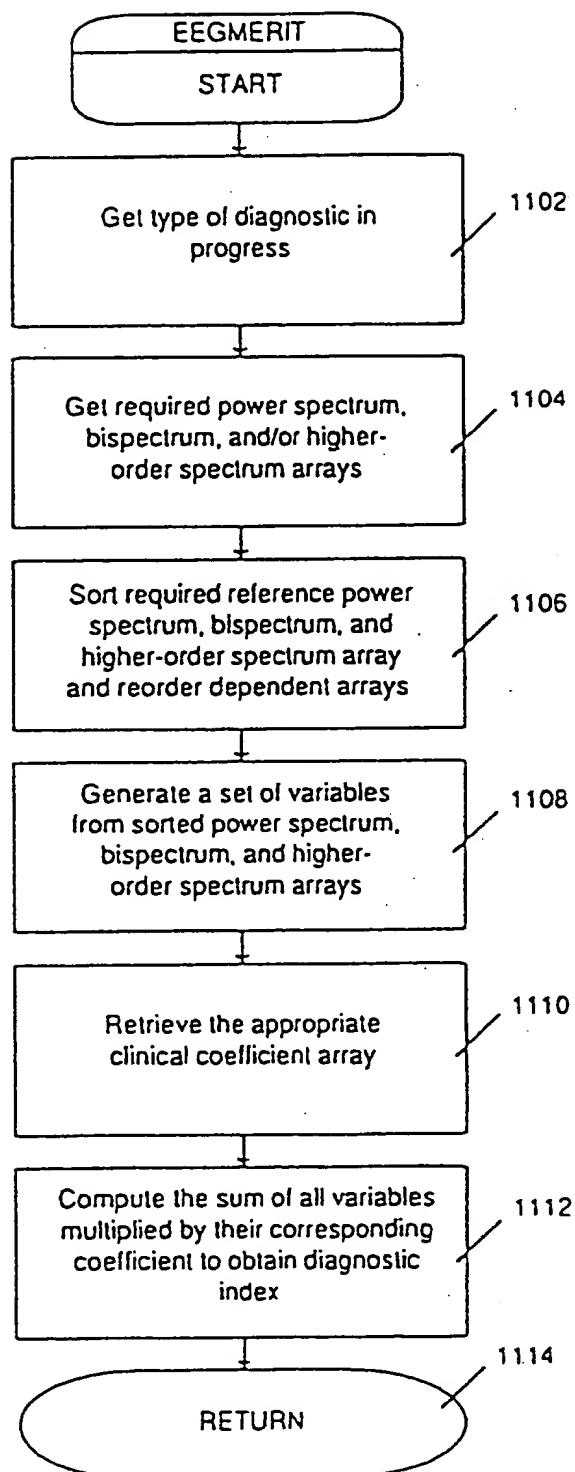 EEGMERIT
START
Get type of diagnostic in
progress
1102
Get required power spectrum,
bispectrum, and/or higher-
order spectrum arrays
1104
Sort required reference power
spectrum, bispectrum, and
higher-order spectrum array
and reorder dependent arrays
1106
Generate a set of variables
from sorted power spectrum,
bispectrum, and higher-
order spectrum arrays
1108
Retrieve the appropriate
clinical coefficient array
1110
Compute the sum of all variables
multiplied by their corresponding
coefficient to obtain diagnostic
index
1112
RETURN
1114